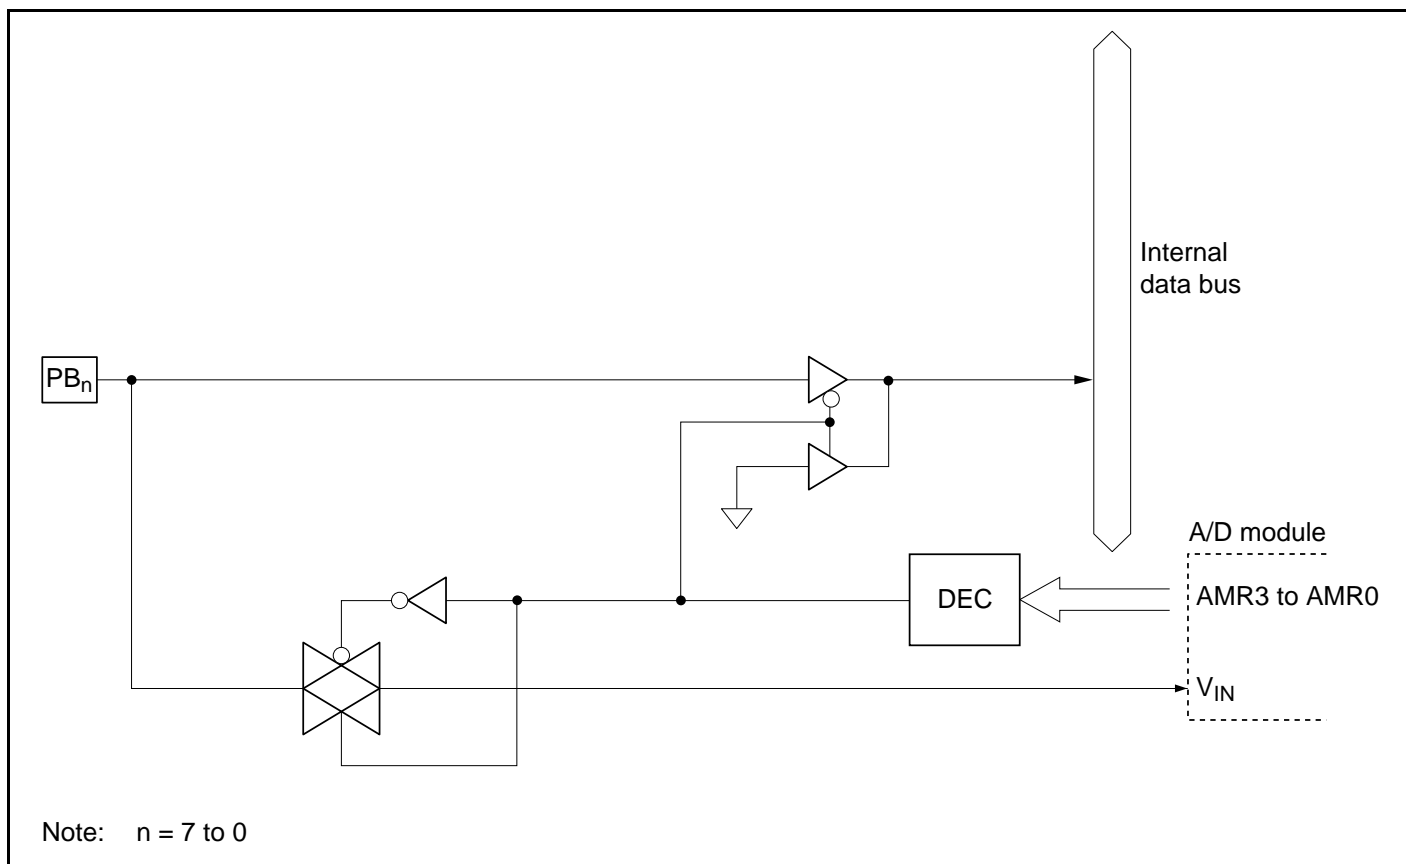 Internal
data bus
PBn
A/D module
DEC
AMR3 to AMR0
VIN
Note: n = 7 to 0